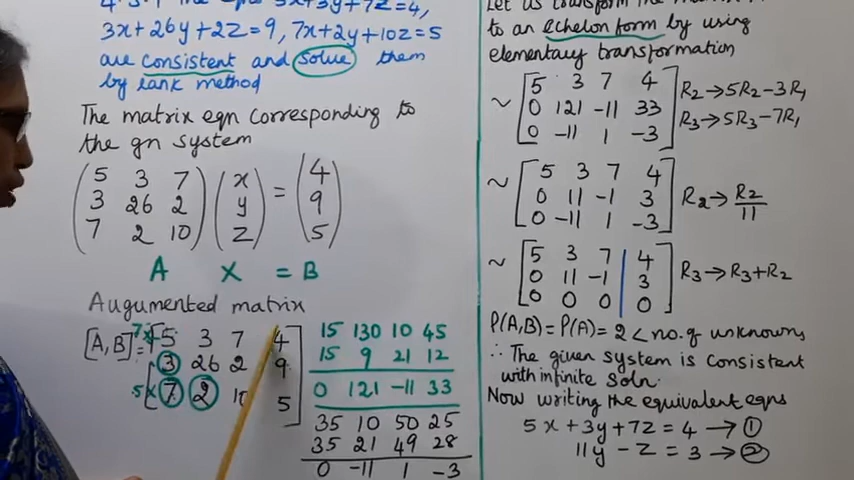 5x+3y+7z=4,
3x+26y+2z=9, 7x+2y+10z=5
are consistent and solve them
by rank method
The matrix eqn corresponding to
the gn system
5 3 7 x 4
3 26 2 y = 9
7 2 10 z 5
A X = B
Augumented matrix
[A,B] = 7x 5 3 7 4
3 26 2 9
5x 7 2 10 5
15 130 10 45
15 9 21 12
0 121 -11 33
35 10 50 25
35 21 49 28
0 -11 1 -3
to an echelon form by using
elementary transformation
~ 5 3 7 4 R2→5R2-3R1
0 121 -11 33 R3→5R3-7R1
0 -11 1 -3
~ 5 3 7 4
0 11 -1 3 R2→R2/11
0 -11 1 -3
~ 5 3 7 4
0 11 -1 3 R3→R3+R2
0 0 0 0
ρ(A,B)=ρ(A)=2<no.of unknowns
∴ The given system is consistent
with infinite soln.
Now writing the equivalent eqns
5x+3y+7z=4 → ①
11y-z=3 → ②